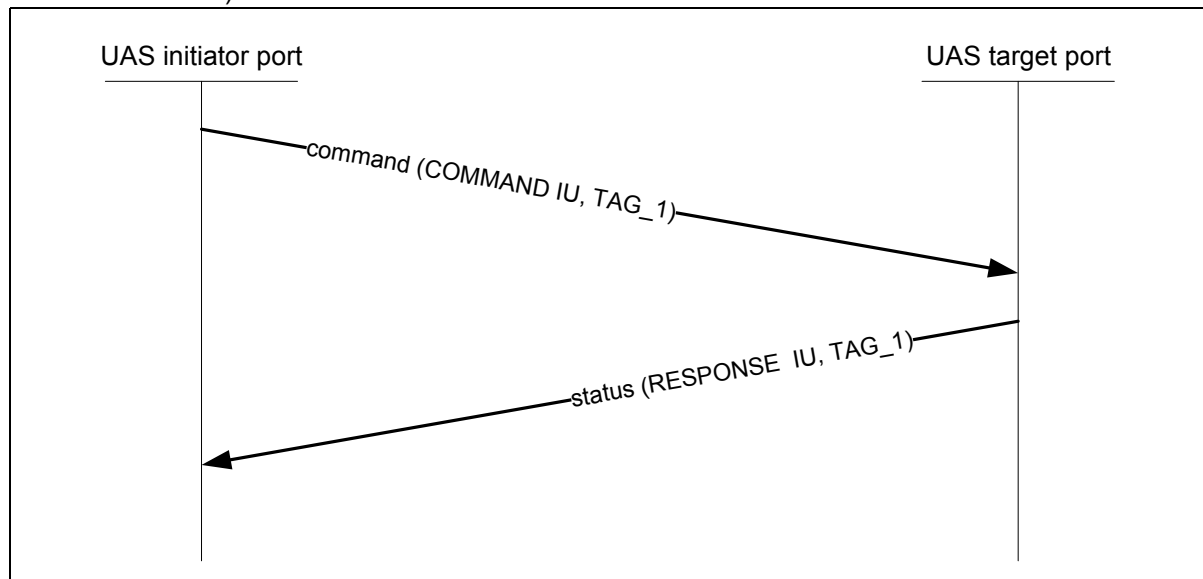 UAS initiator port
UAS target port
command (COMMAND IU, TAG_1)
status (RESPONSE  IU, TAG_1)